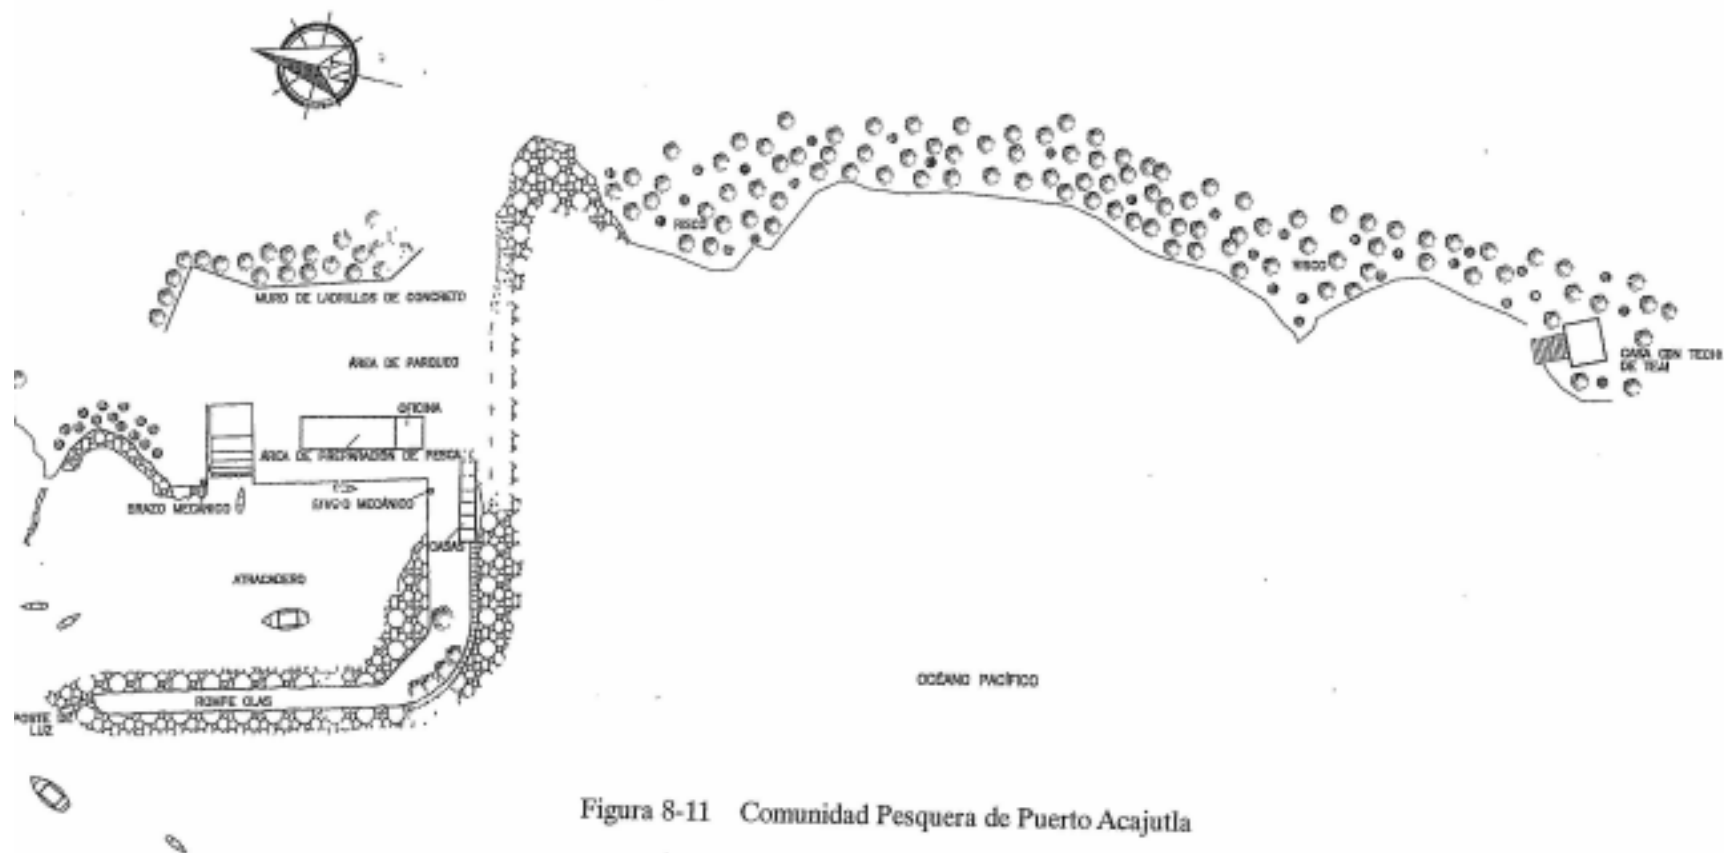 RISCO
MURO DE LADRILLOS DE CONCRETO
RISCO
ÁREA DE PARQUEO
CASA CON TECHO
DE TEJA
OFICINA
ÁREA DE PREPARACIÓN DE PESCA
BRAZO MECÁNICO
MECÁNICO
CASAS
ATRACADERO
OCÉANO PACÍFICO
ROMPE OLAS
POSTE DE
LUZ
Figura 8-11 Comunidad Pesquera de Puerto Acajutla